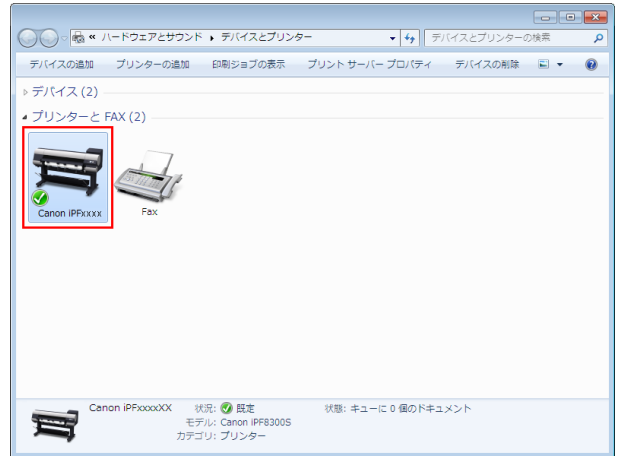 « ハードウェアとサウンド ▸ デバイスとプリンター デバイスとプリンターの検索
デバイスの追加 プリンターの追加 印刷ジョブの表示 プリント サーバー プロパティ デバイスの削除
デバイス (2)
プリンターと FAX (2)
Canon iPFxxxx Fax
Canon iPFxxxxXX 状況: 既定 状態: キューに 0 個のドキュメント
モデル: Canon iPF8300S
カテゴリ: プリンター